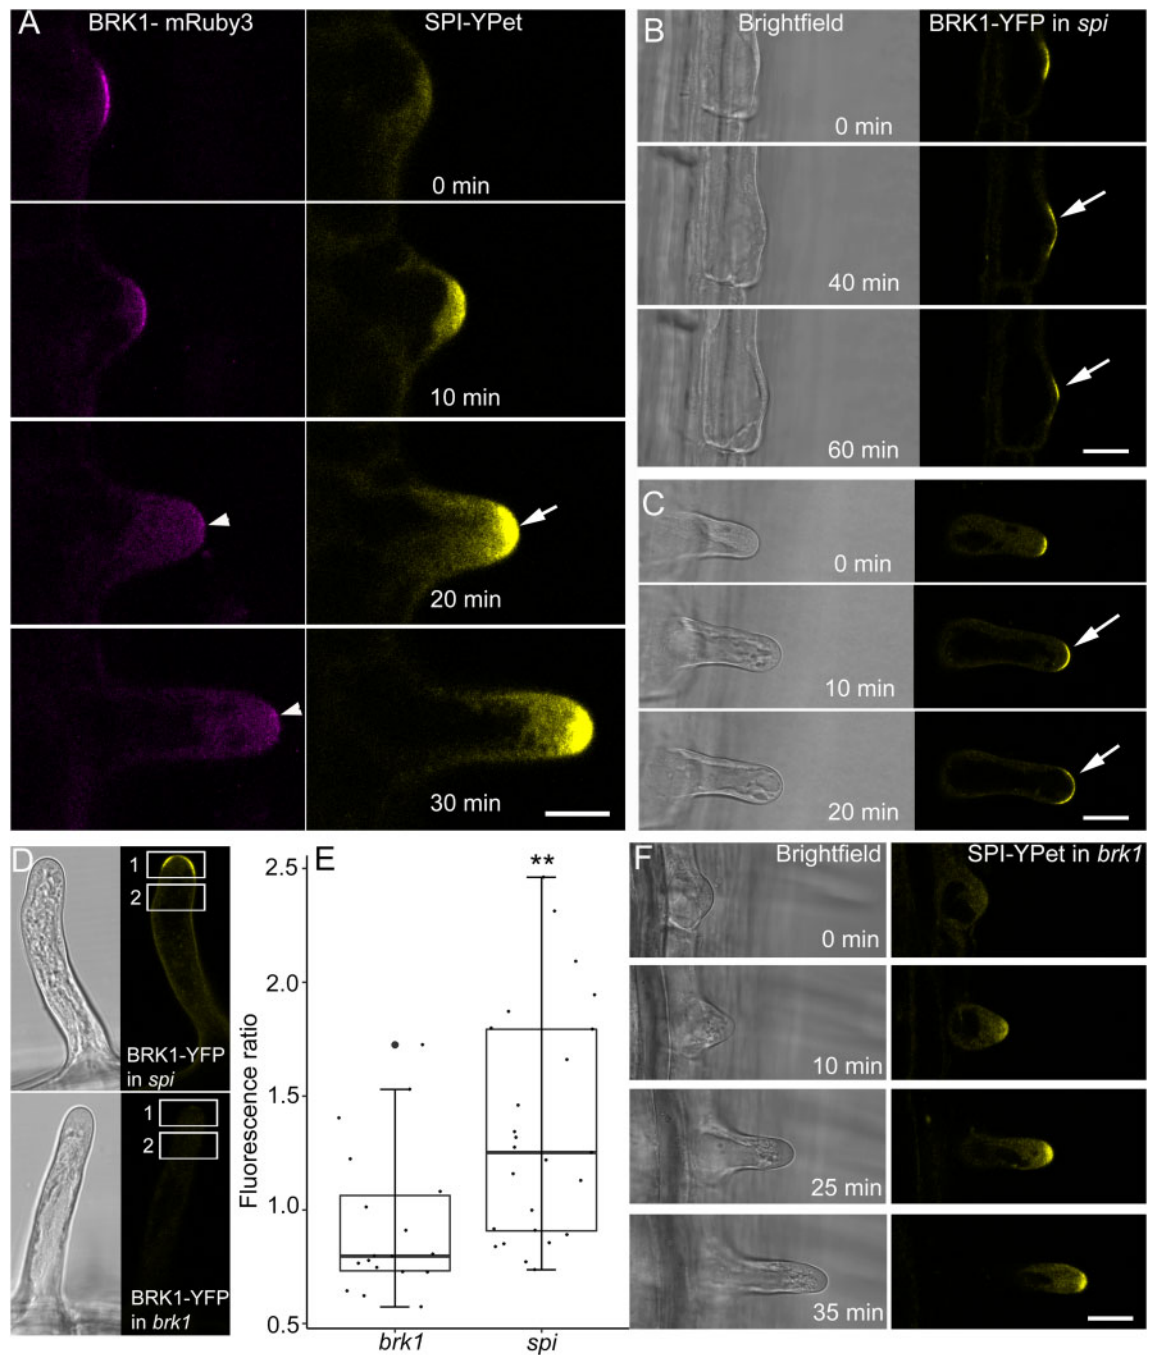 A
BRK1- mRuby3
SPI-YPet
0 min
10 min
20 min
30 min
B
Brightfield
BRK1-YFP in spi
0 min
40 min
60 min
C
0 min
10 min
20 min
D
1
2
BRK1-YFP
in spi
1
2
BRK1-YFP
in brk1
E
**
Fluorescence ratio
2.5
2.0
1.5
1.0
0.5
brk1
spi
F
Brightfield
SPI-YPet in brk1
0 min
10 min
25 min
35 min